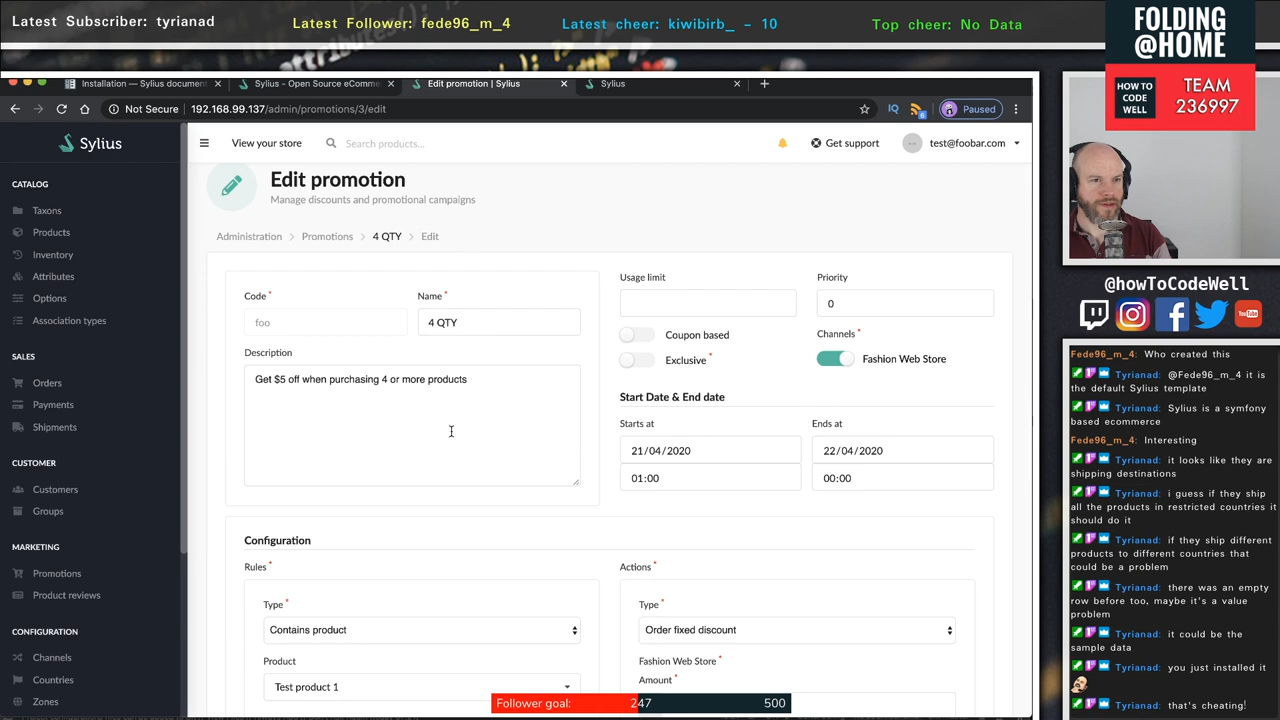 Latest Subscriber: tyrianad
Latest Follower: fede96_m_4
Latest cheer: kiwibirb_ - 10
Top cheer: No Data
FOLDING
@HOME
HOW TO
CODE
WELL
TEAM
236997
Installation — Sylius document
Sylius - Open Source eComme
Edit promotion | Sylius
Sylius
Not Secure
192.168.99.137/admin/promotions/3/edit
IQ
6
Paused
Sylius
View your store
Search products...
Get support
test@foobar.com
CATALOG
Taxons
Products
Inventory
Attributes
Options
Association types
SALES
Orders
Payments
Shipments
CUSTOMER
Customers
Groups
MARKETING
Promotions
Product reviews
CONFIGURATION
Channels
Countries
Zones
Edit promotion
Manage discounts and promotional campaigns
Administration
Promotions
4 QTY
Edit
Code *
foo
Name *
4 QTY
Description
Get $5 off when purchasing 4 or more products
Usage limit
Priority
0
Coupon based
Exclusive *
Channels *
Fashion Web Store
Start Date & End date
Starts at
21/04/2020
01:00
Ends at
22/04/2020
00:00
Configuration
Rules *
Type *
Contains product
Product
Test product 1
Actions *
Type *
Order fixed discount
Fashion Web Store *
Amount *
Follower goal:
247
500
@howToCodeWell
You
Tube
Fede96_m_4: Who created this
Tyrianad: @Fede96_m_4 it is
the default Sylius template
Tyrianad: Sylius is a symfony
based ecommerce
Fede96_m_4: Interesting
Tyrianad: it looks like they are
shipping destinations
Tyrianad: i guess if they ship
all the products in restricted countries it
should do it
Tyrianad: if they ship different
products to different countries that
could be a problem
Tyrianad: there was an empty
row before too, maybe it's a value
problem
Tyrianad: it could be the
sample data
Tyrianad: you just installed it
Tyrianad: that's cheating!